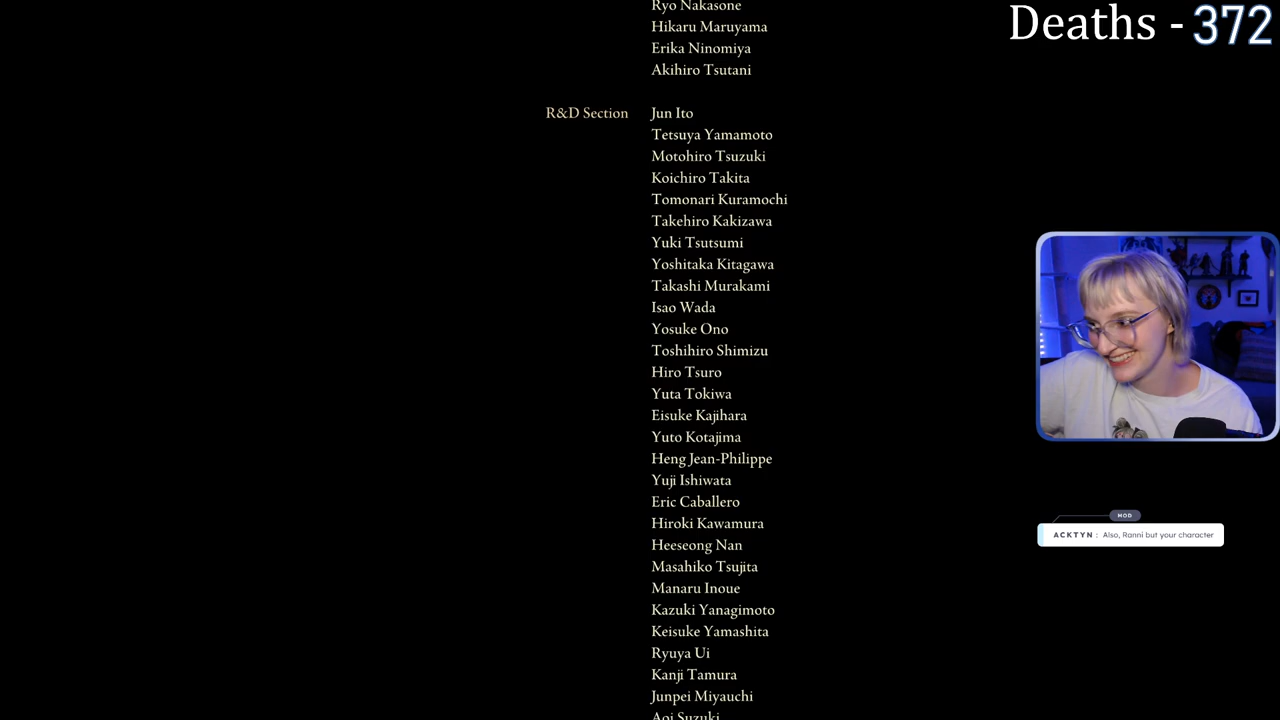 Ryo Nakasone
Deaths - 372
Hikaru Maruyama
Erika Ninomiya
Akihiro Tsutani
R&D Section Jun Ito
Tetsuya Yamamoto
Motohiro Tsuzuki
Koichiro Takita
Tomonari Kuramochi
Takehiro Kakizawa
Yuki Tsutsumi
Yoshitaka Kitagawa
Takashi Murakami
Isao Wada
Yosuke Ono
Toshihiro Shimizu
Hiro Tsuro
Yuta Tokiwa
Eisuke Kajihara
Yuto Kotajima
Heng Jean-Philippe
Yuji Ishiwata
Eric Caballero
Hiroki Kawamura
Heeseong Nan
Masahiko Tsujita
Manaru Inoue
Kazuki Yanagimoto
Keisuke Yamashita
Ryuya Ui
Kanji Tamura
Junpei Miyauchi
Aoi Suzuki
MOD
ACKTYN : Also, Ranni but your character